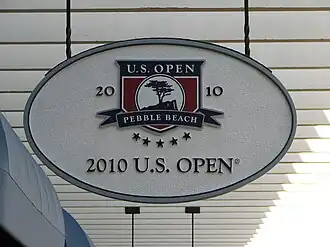 U.S. OPEN
20 10
PEBBLE BEACH
2010 U.S. OPEN®